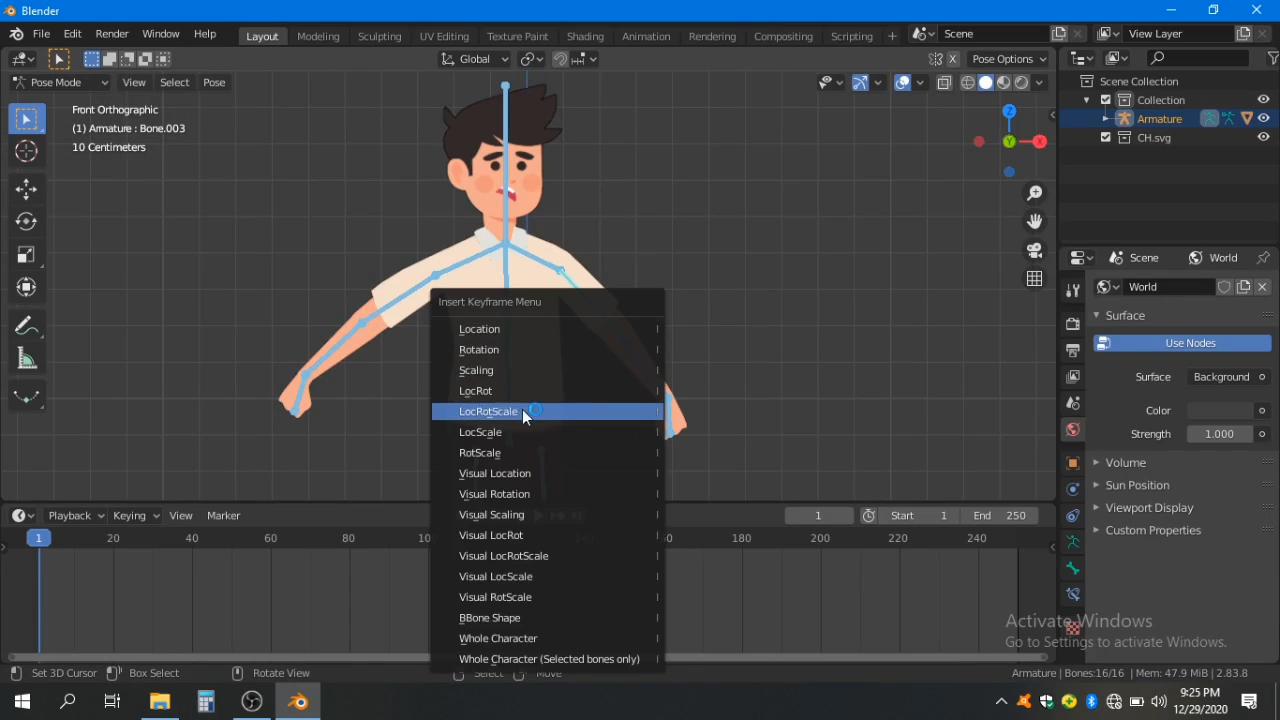 Blender
File Edit Render Window Help Layout Modeling Sculpting UV Editing Texture Paint Shading Animation Rendering Compositing Scripting + Scene View Layer
Global Pose Options
X
Pose Mode View Select Pose
Front Orthographic
(1) Armature : Bone.003
10 Centimeters
Z
Y
X
Scene Collection
Collection
Armature
CH.svg
Scene World
World
Surface
Use Nodes
Surface Background
Color
Strength 1.000
Volume
Sun Position
Viewport Display
Custom Properties
Insert Keyframe Menu
Location I
Rotation I
Scaling I
LocRot I
LocRotScale I
LocScale I
RotScale I
Visual Location I
Visual Rotation I
Visual Scaling I
Visual LocRot I
Visual LocRotScale I
Visual LocScale I
Visual RotScale I
BBone Shape I
Whole Character I
Whole Character (Selected bones only) I
Playback Keying View Marker 1 Start 1 End 250
1 20 40 60 80 180 200 220 240
Activate Windows
Go to Settings to activate Windows.
Set 3D Cursor Box Select Rotate View Select Move Armature | Bones:16/16 | Mem: 47.9 MiB | 2.83.8
9:25 PM
12/29/2020